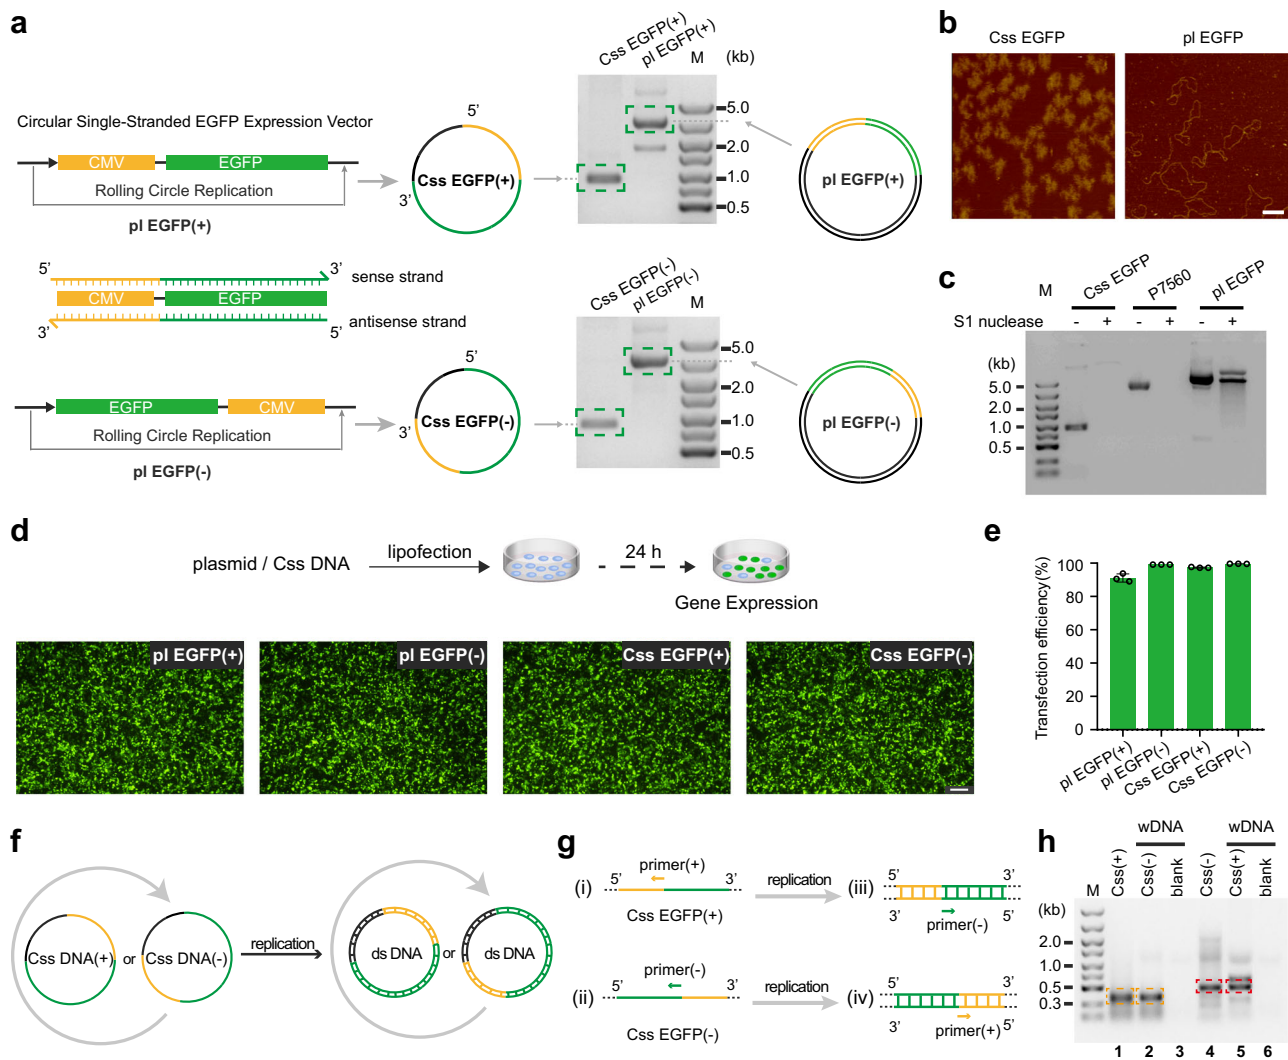 a
Circular Single-Stranded EGFP Expression Vector
CMV
EGFP
Rolling Circle Replication
pl EGFP(+)
5'
Css EGFP(+)
3'
Css EGFP(+)
pl EGFP(+)
M
(kb)
5.0
2.0
1.0
0.5
pl EGFP(+)
5'
3'
sense strand
CMV
EGFP
antisense strand
3'
5'
EGFP
CMV
Rolling Circle Replication
pl EGFP(-)
5'
Css EGFP(-)
3'
Css EGFP(-)
pl EGFP(-)
M
5.0
2.0
1.0
0.5
pl EGFP(-)
b
Css EGFP
pl EGFP
c
M
Css EGFP
P7560
pl EGFP
S1 nuclease
- + - + - +
(kb)
5.0
2.0
1.0
0.5
d
plasmid / Css DNA
lipofection
24 h
Gene Expression
pl EGFP(+)
pl EGFP(-)
Css EGFP(+)
Css EGFP(-)
e
Transfection efficiency(%)
100
80
60
40
20
0
pl EGFP(+)
pl EGFP(-)
Css EGFP(+)
Css EGFP(-)
f
Css DNA(+)
or
Css DNA(-)
replication
ds DNA
or
ds DNA
g
(i)
5'
primer(+)
3'
Css EGFP(+)
replication
(iii)
5'
3'
3'
primer(-)
5'
(ii)
5'
primer(-)
3'
Css EGFP(-)
replication
(iv)
5'
3'
3'
primer(+)
5'
h
wDNA
wDNA
M
Css(+)
Css(-)
blank
Css(-)
Css(+)
blank
(kb)
2.0
1.0
0.5
0.3
1 2 3 4 5 6